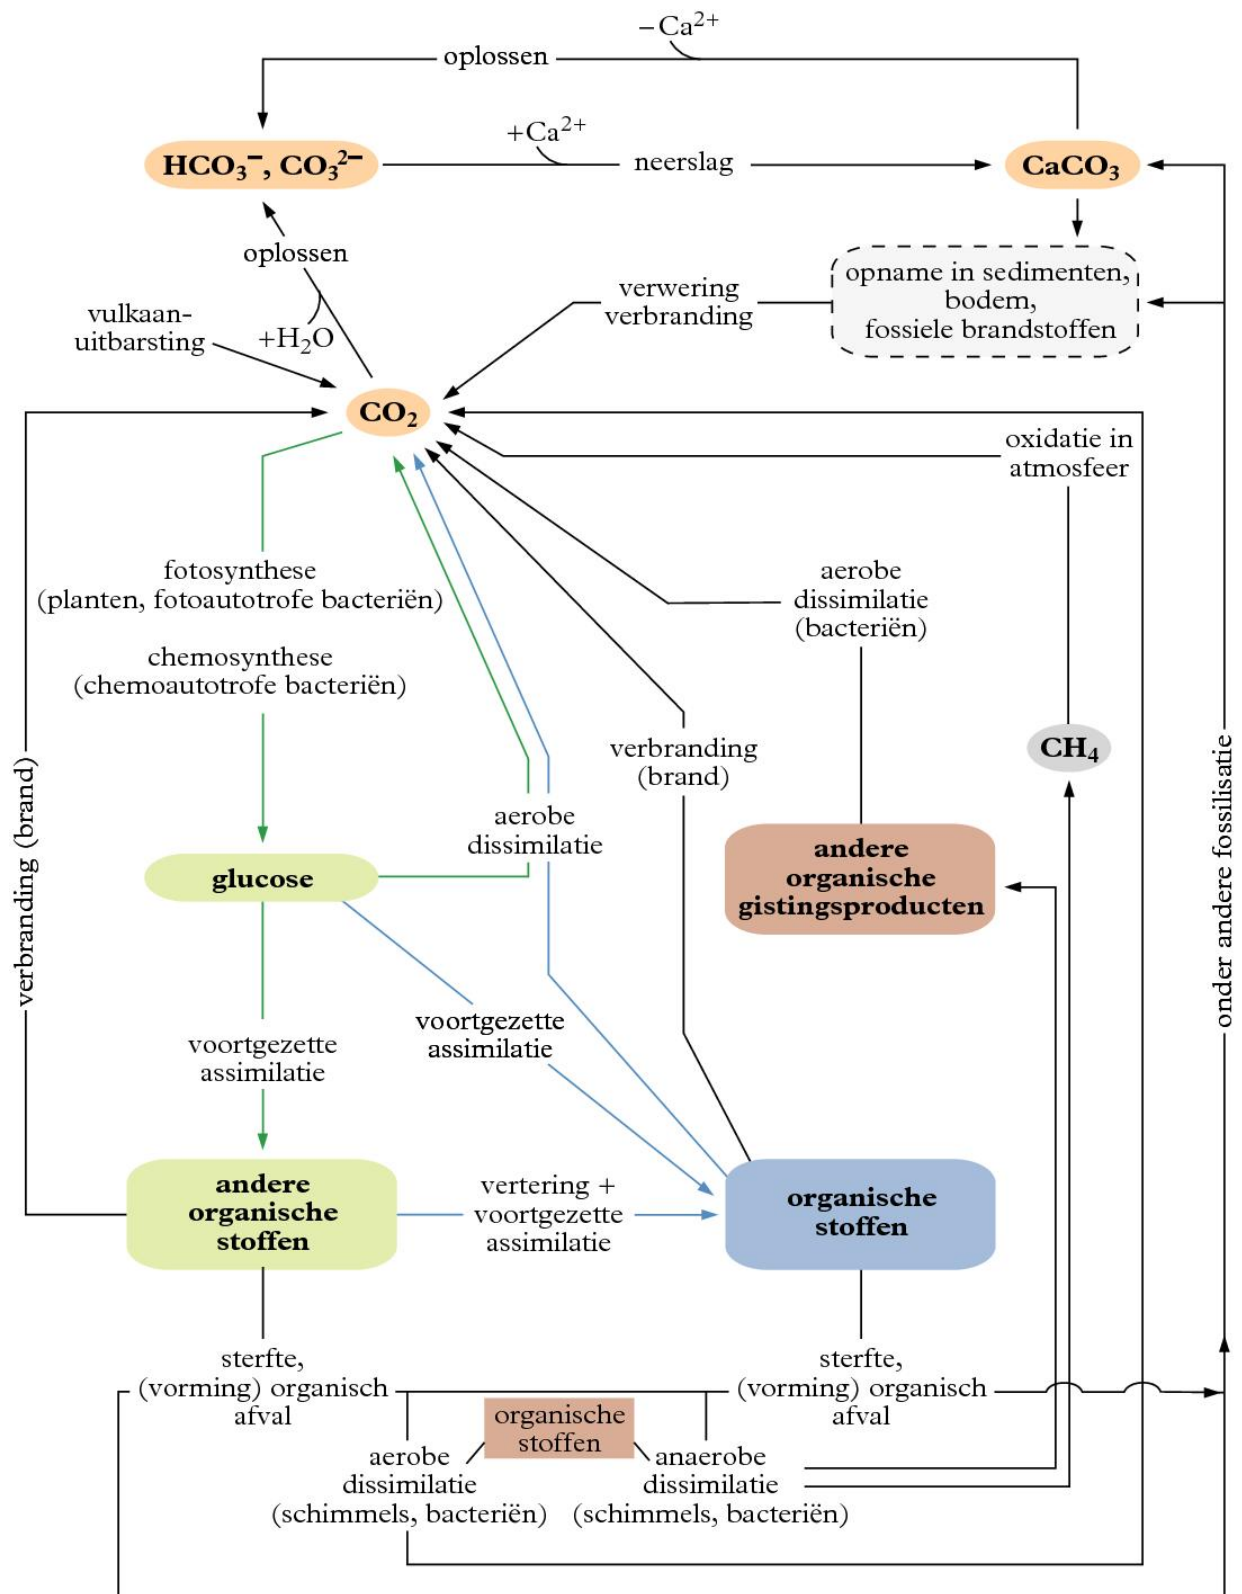 −Ca²⁺
oplossen
+Ca²⁺
HCO₃⁻, CO₃²⁻
neerslag
CaCO₃
oplossen
opname in sedimenten,
bodem,
fossiele brandstoffen
verwering
verbranding
vulkaan-
uitbarsting
+H₂O
CO₂
oxidatie in
atmosfeer
fotosynthese
(planten, fotoautotrofe bacteriën)
aerobe
dissimilatie
(bacteriën)
chemosynthese
(chemoautotrofe bacteriën)
verbranding
(brand)
CH₄
verbranding (brand)
onder andere fossilisatie
aerobe
dissimilatie
andere
organische
gistingsproducten
glucose
voortgezette
assimilatie
voortgezette
assimilatie
andere
organische
stoffen
vertering +
voortgezette
assimilatie
organische
stoffen
sterfte,
(vorming) organisch
afval
sterfte,
(vorming) organisch
afval
organische
stoffen
aerobe
dissimilatie
(schimmels, bacteriën)
anaerobe
dissimilatie
(schimmels, bacteriën)